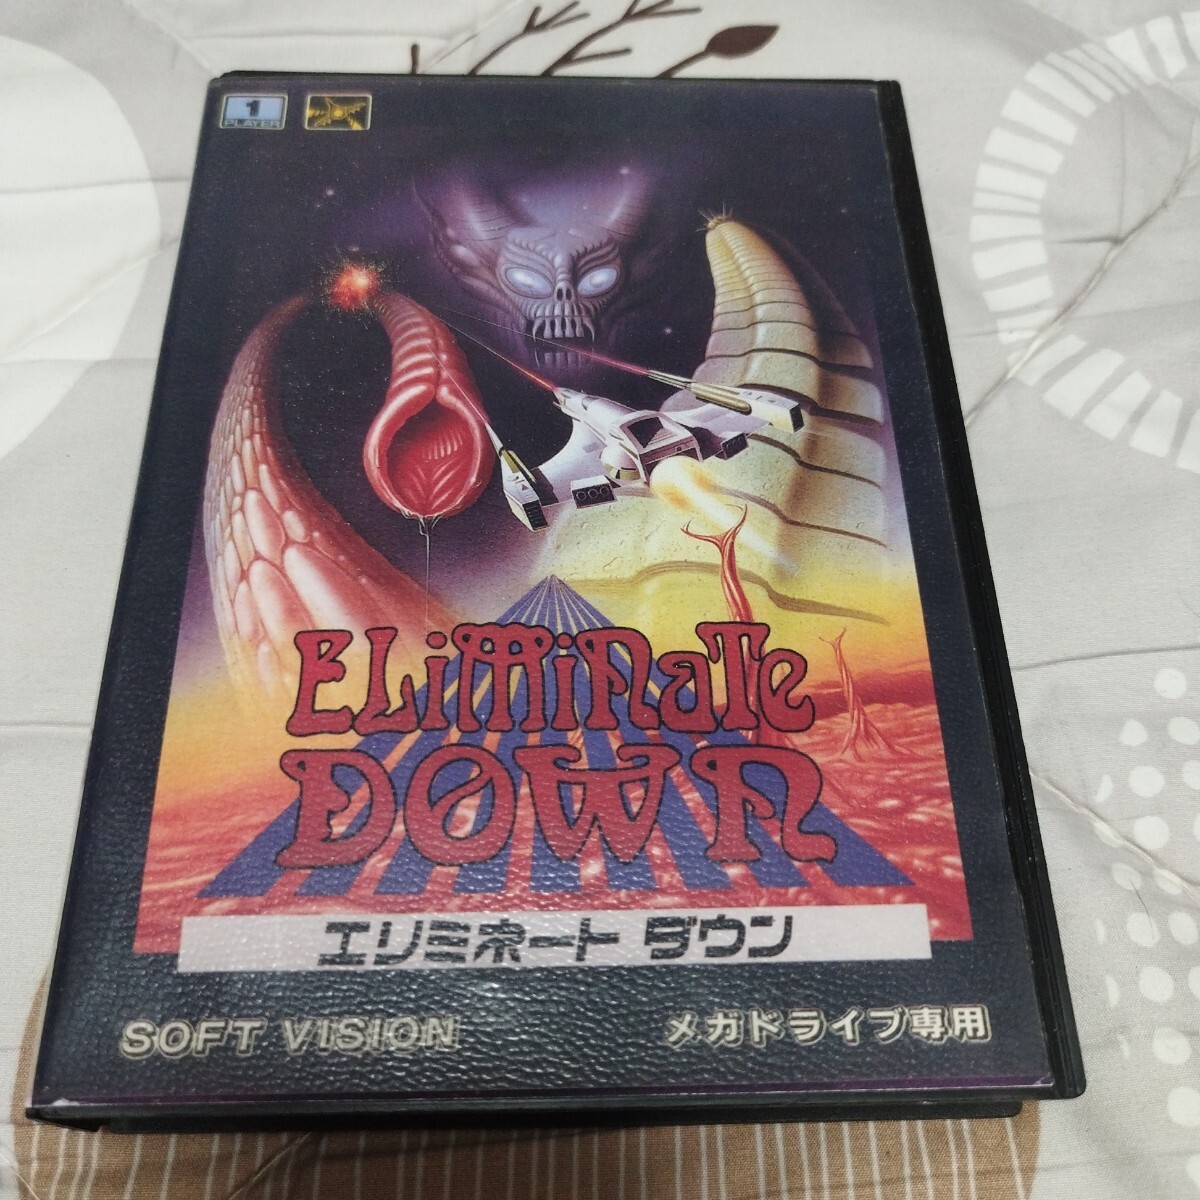 1
PLAYER
ELiMiNaTe
DOWN
エリミネート ダウン
SOFT VISION
メガドライブ専用